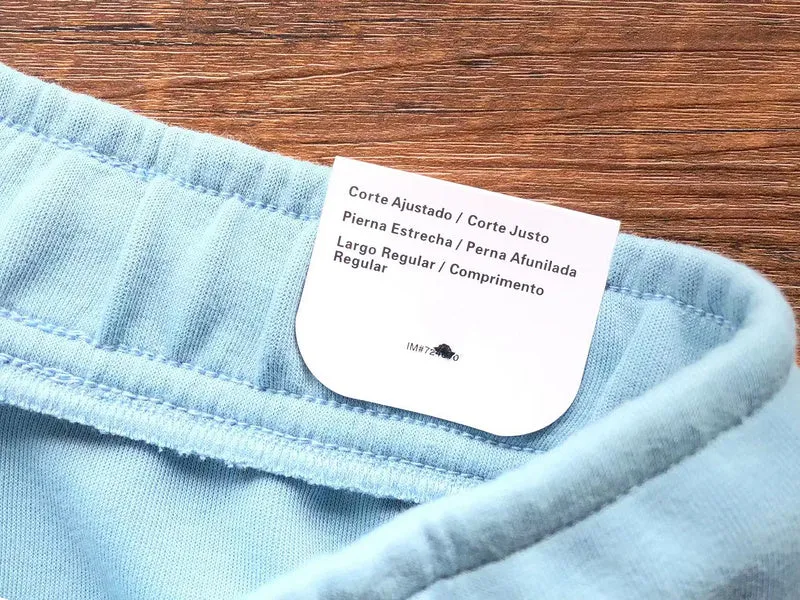 Corte Ajustado / Corte Justo
Pierna Estrecha / Perna Afunilada
Largo Regular / Comprimento
Regular